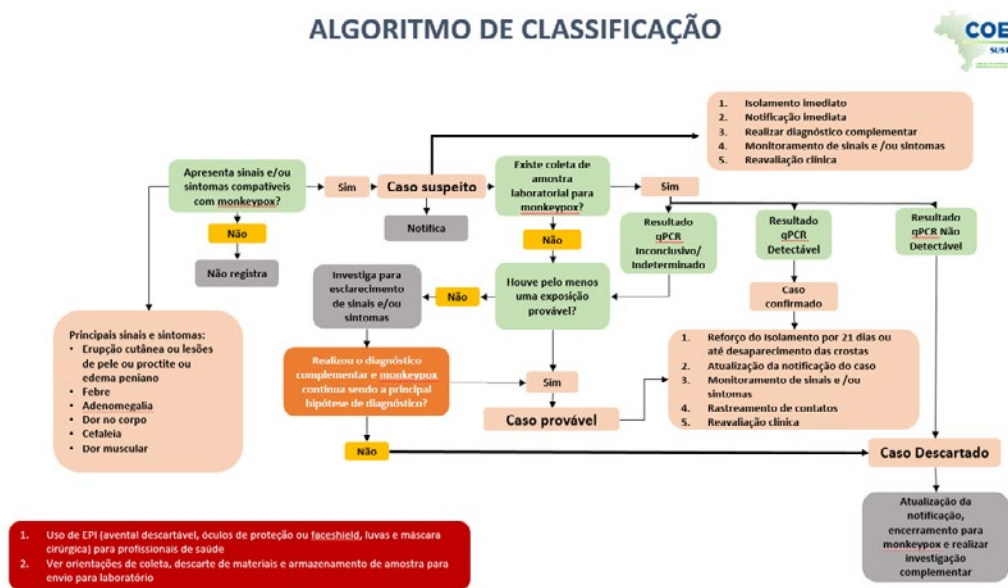 ALGORITMO DE CLASSIFICAÇÃO
COE
SUS
1. Isolamento imediato
2. Notificação imediata
3. Realizar diagnóstico complementar
4. Monitoramento de sinais e /ou sintomas
5. Reavaliação clínica
Apresenta sinais e/ou
sintomas compatíveis
com monkeypox?
Sim
Caso suspeito
Existe coleta de
amostra
laboratorial para
monkeypox?
Sim
Não
Não registra
Notifica
Não
Resultado
qPCR
Inconclusivo/
Indeterminado
Resultado
qPCR
Detectável
Resultado
qPCR Não
Detectável
Investiga para
esclarecimento
de sinais e/ou
sintomas
Não
Houve pelo menos
uma exposição
provável?
Caso
confirmado
Principais sinais e sintomas:
• Erupção cutânea ou lesões
de pele ou proctite ou
edema peniano
• Febre
• Adenomegalia
• Dor no corpo
• Cefaleia
• Dor muscular
Realizou o diagnóstico
complementar e monkeypox
continua sendo a principal
hipótese de diagnóstico?
Sim
Caso provável
1. Reforço do Isolamento por 21 dias ou
até desaparecimento das crostas
2. Atualização da notificação do caso
3. Monitoramento de sinais e /ou
sintomas
4. Rastreamento de contatos
5. Reavaliação clínica
Não
Caso Descartado
Atualização da
notificação,
encerramento para
monkeypox e realizar
investigação
complementar
1. Uso de EPI (avental descartável, óculos de proteção ou faceshield, luvas e máscara
cirúrgica) para profissionais de saúde
2. Ver orientações de coleta, descarte de materiais e armazenamento de amostra para
envio para laboratório